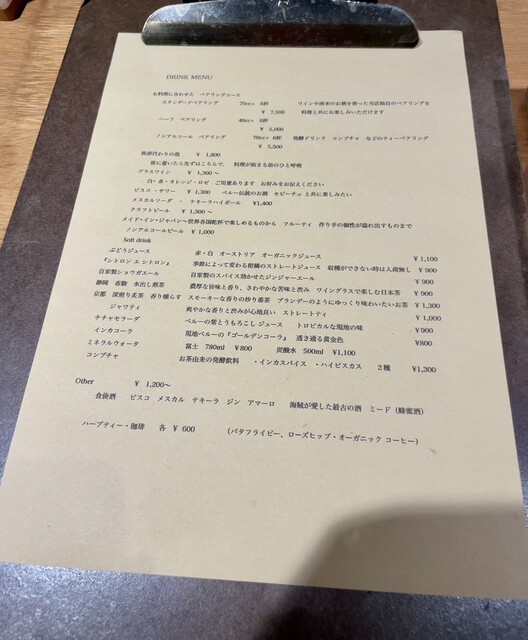 DRINK MENU
お料理に合わせた ペアリングコース
スタンダードペアリング 70cc× 6杯 ワインや南米のお酒を使った当店独自のペアリングを
￥ 7,500 料理と共にお楽しみいただけます
ハーフ ペアリング 40cc× 6杯
￥ 5,000
ノンアルコール ペアリング 70cc× 6杯 発酵ドリンク コンブチャ などのティーペアリング
￥ 5,500
挨拶代わりの泡 ￥ 1,800
席に着いたら先ずはこちらで、 料理が始まる前のひと呼吸
グラスワイン ￥ 1,300 ～
白・赤・オレンジ・ロゼ ご用意あります お好みをお伝えください
ピスコ・サワー ￥ 1,300 ペルー伝統のお酒 セビーチェ と共に楽しみたい
メスカルソーダ ・ テキーラハイボール ￥1,400
クラフトビール ￥ 1,300 ～
メイド・イン・ジャパン～世界各国乾杯で楽しめるものから フルーティ 作り手の個性が溢れ出すものまで
ノンアルコールビール ￥ 1,000
Soft drink
ぶどうジュース 赤・白 オーストリア オーガニックジュース ￥ 1,100
『シトロン エ シトロン』 季節によって変わる柑橘のストレートジュース 収穫ができない時は入荷無し ￥ 900
自家製ショウガエール 自家製のスパイス効かせたジンジャーエール ￥ 900
静岡 香駿 水出し煎茶 濃厚な旨味と香り、さわやかな苦味と渋み ワイングラスで楽しむ日本茶 ￥ 900
京都 深煎り炙茶 香り燻らす スモーキーな香りの炒り番茶 ブランデーのようにゆっくり味わいたいお茶 ￥ 1,300
ジャワティ 爽やかな香りと渋みが心地良い ストレートティ ￥ 1,000
チチャモラーダ ペルーの紫とうもろこし ジュース トロピカルな現地の味 ￥900
インカコーラ 現地ペルーの『ゴールデンコーラ』 透き通る黄金色 ￥800
ミネラルウォータ 富士 780ml ￥800 炭酸水 500ml ￥1,100
コンブチャ お茶由来の発酵飲料 ・インカスパイス ・ハイビスカス 2種 ￥1,300
Other ￥ 1,200～
食後酒 ピスコ メスカル テキーラ ジン アマーロ 海賊が愛した最古の酒 ミード（蜂蜜酒）
ハーブティー・珈琲 各 ￥ 600 （バタフライピー、ローズヒップ・オーガニック コーヒー）